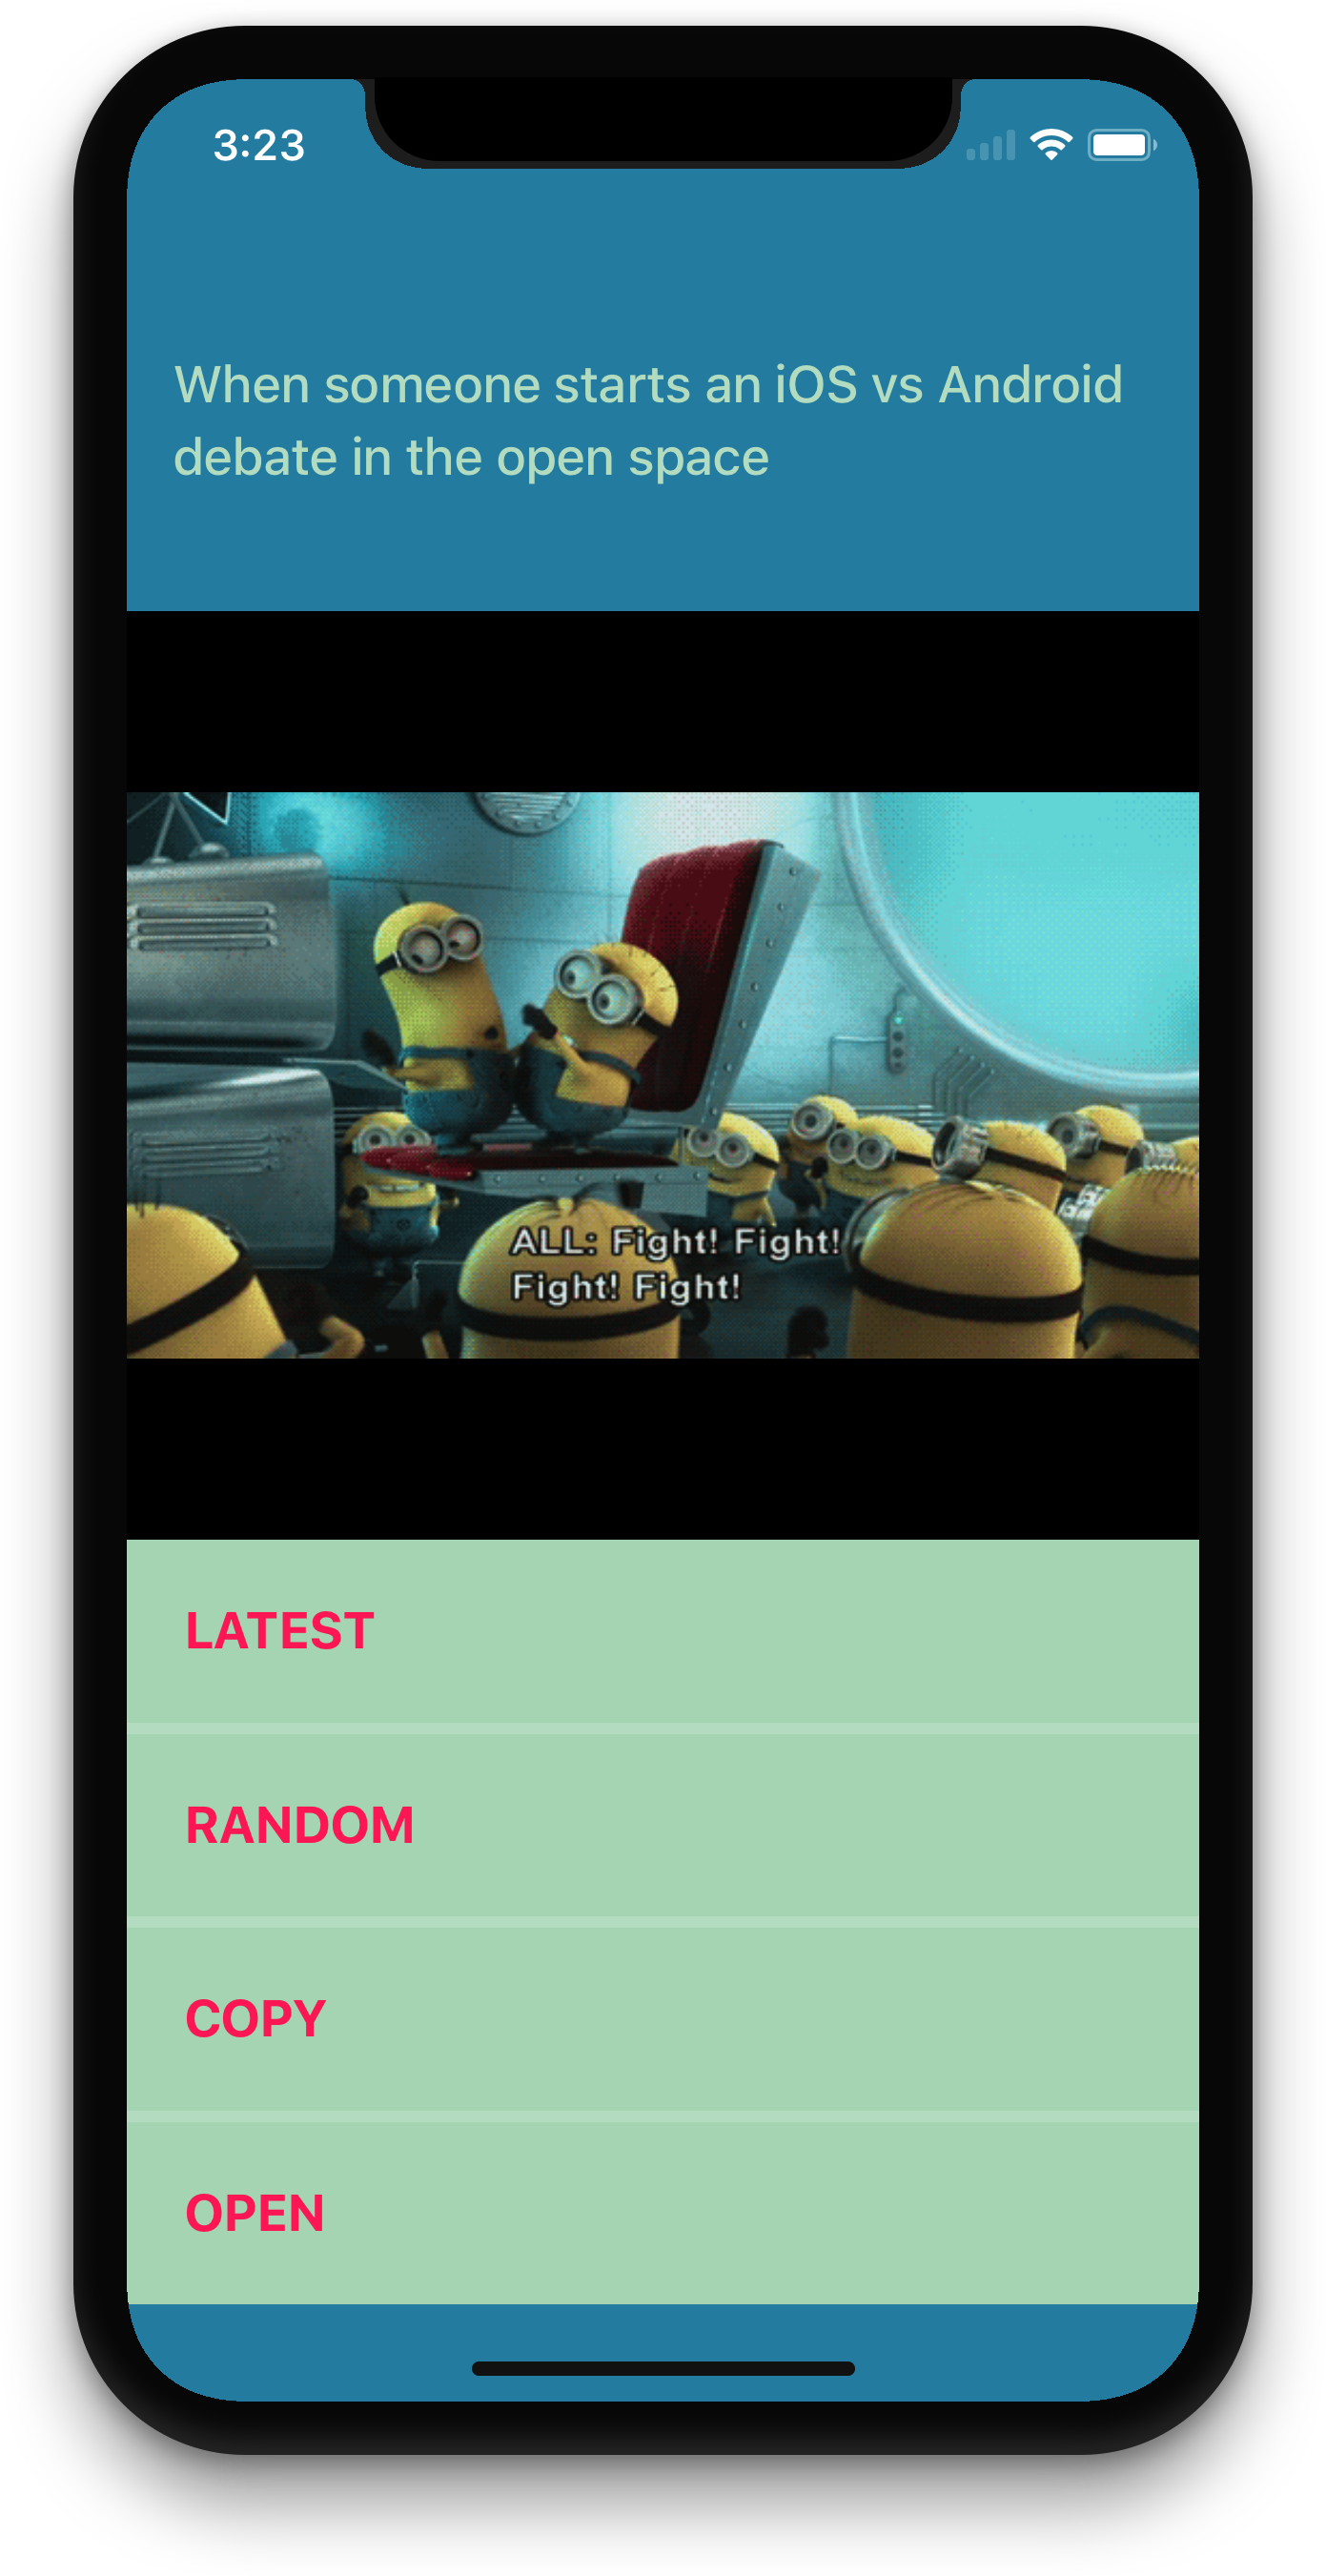 3:23
When someone starts an iOS vs Android
debate in the open space
ALL: Fight! Fight!
Fight! Fight!
LATEST
RANDOM
COPY
OPEN